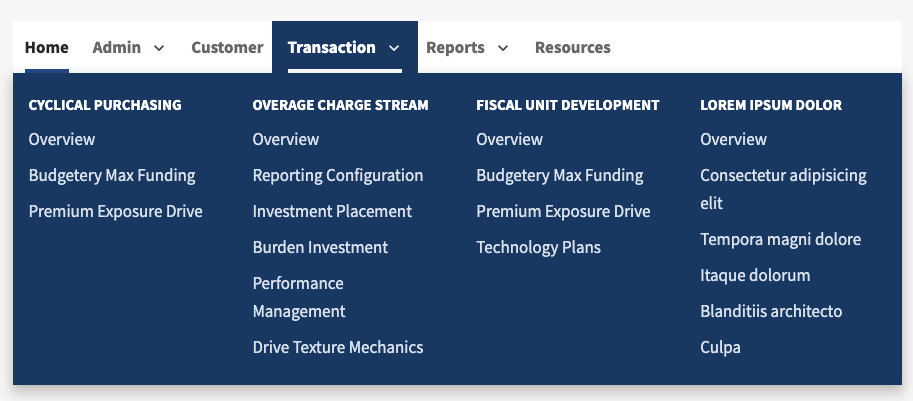 Home Admin Customer Transaction Reports Resources
CYCLICAL PURCHASING
Overview
Budgetery Max Funding
Premium Exposure Drive
OVERAGE CHARGE STREAM
Overview
Reporting Configuration
Investment Placement
Burden Investment
Performance
Management
Drive Texture Mechanics
FISCAL UNIT DEVELOPMENT
Overview
Budgetery Max Funding
Premium Exposure Drive
Technology Plans
LOREM IPSUM DOLOR
Overview
Consectetur adipisicing
elit
Tempora magni dolore
Itaque dolorum
Blanditiis architecto
Culpa